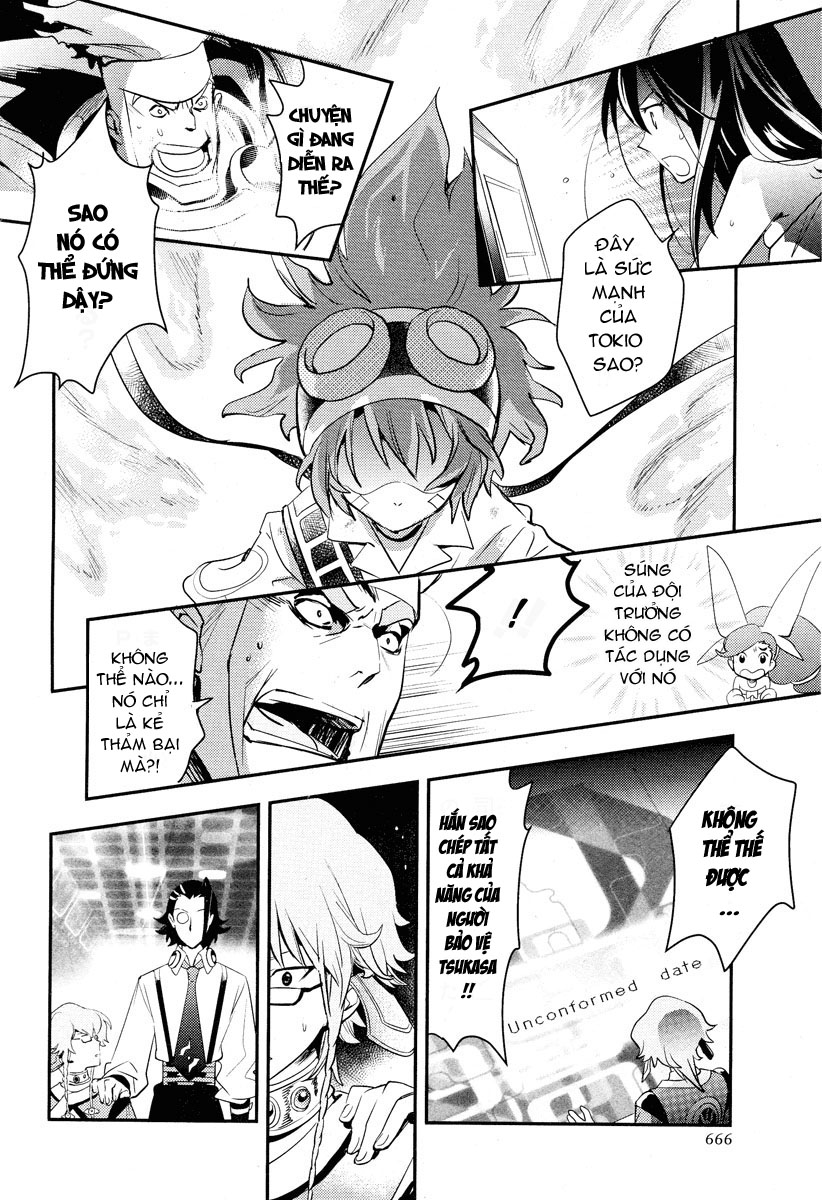 ĐÂY
LÀ SỨC
MẠNH
CỦA
TOKIO
SAO?
CHUYỆN
GÌ ĐANG
DIỄN RA
THẾ?
SAO
NÓ CÓ
THỂ ĐỨNG
DẬY?
SÚNG
CỦA ĐỘI
TRƯỞNG
KHÔNG CÓ
TÁC DỤNG
VỚI NÓ
!
KHÔNG
THỂ NÀO...
NÓ CHỈ
LÀ KẺ
THẢM BẠI
MÀ?!
KHÔNG
THỂ THẾ
ĐƯỢC
...
HẮN SAO
CHÉP TẤT
CẢ KHẢ
NĂNG CỦA
NGƯỜI
BẢO VỆ
TSUKASA
!!
Unconformed date
666